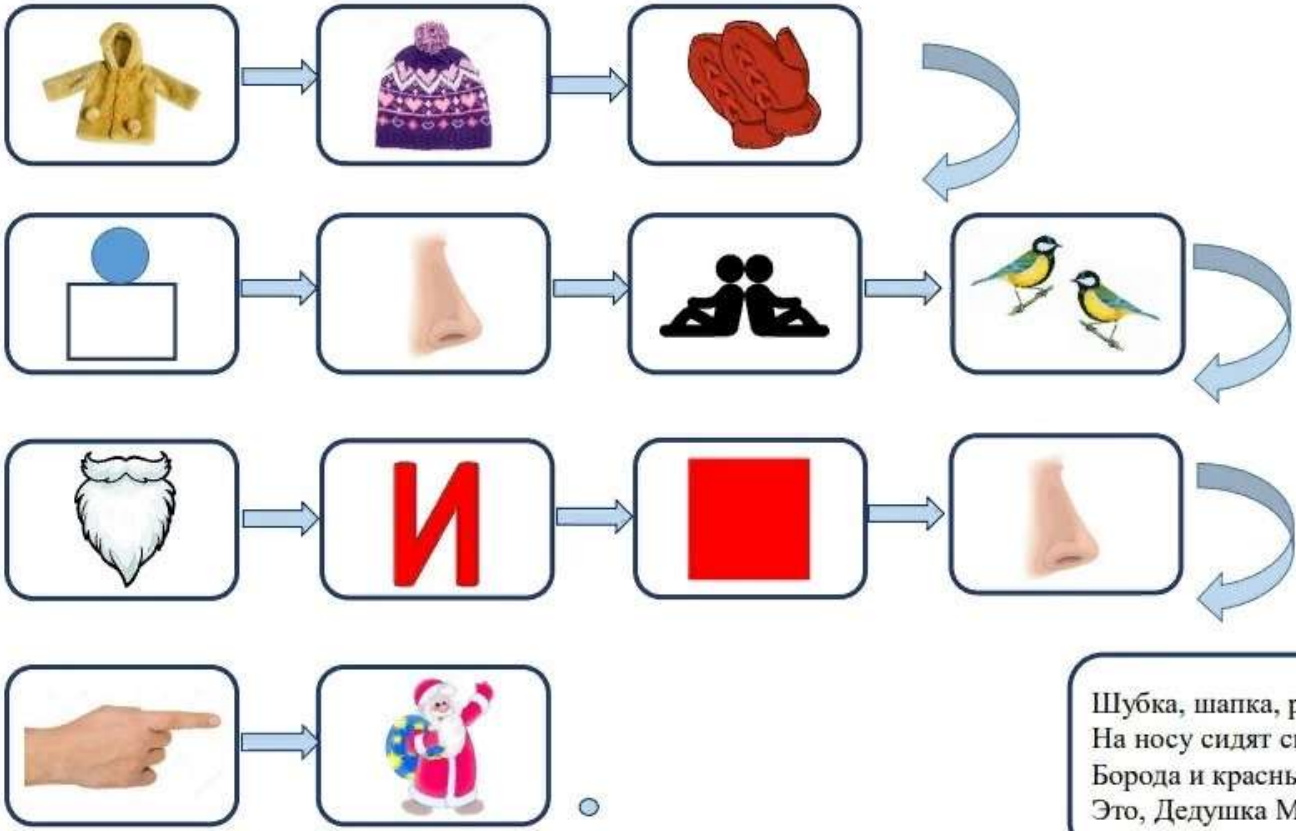 И
Шубка, шапка,
На носу сидят
Борода и
Это, Дедушка